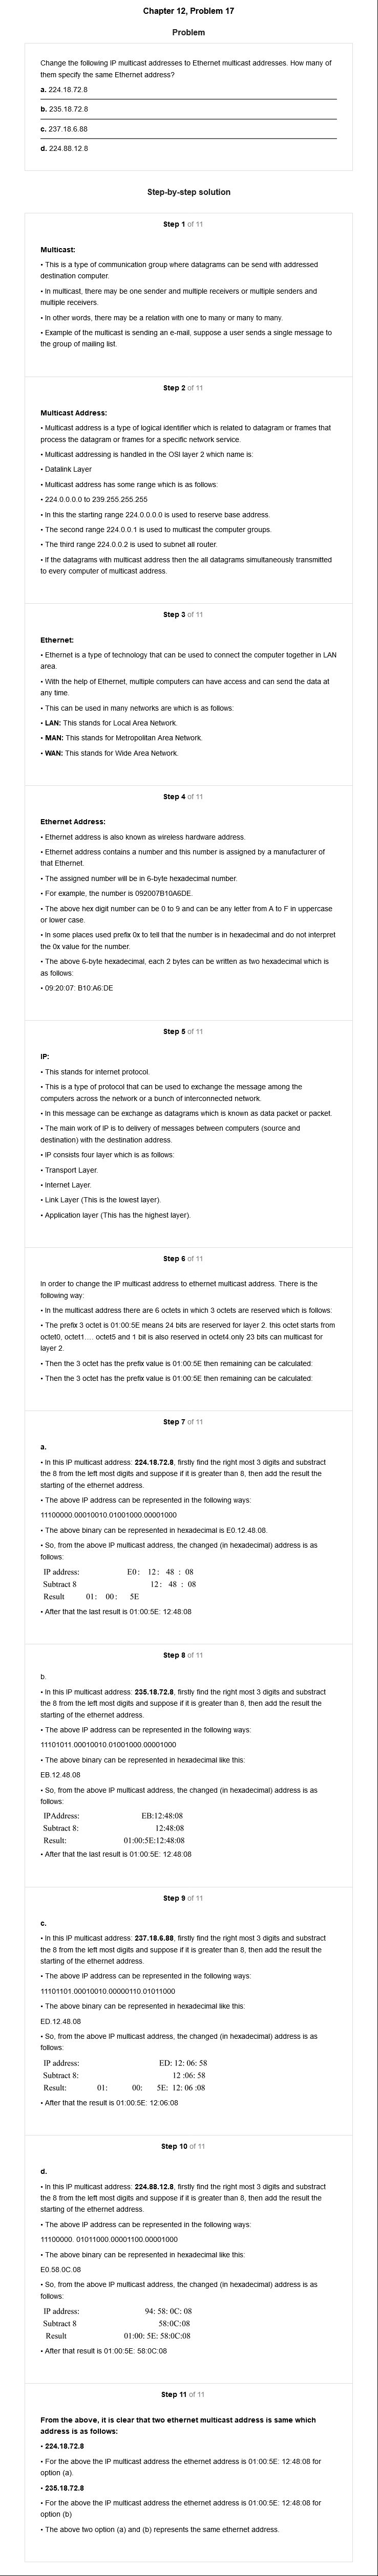 Chapter 12, Problem 17
Problem
Change the following IP multicast addresses to Ethernet multicast addresses. How many of
them specify the same Ethernet address?
a. 224.18.72.8
b. 235.18.72.8
c. 237.18.6.88
d. 224.88.12.8
Step-by-step solution
Step 1 of 11
Multicast:
• This is a type of communication group where datagrams can be send with addressed
destination computer.
• In multicast, there may be one sender and multiple receivers or multiple senders and
multiple receivers.
• In other words, there may be a relation with one to many or many to many.
• Example of the multicast is sending an e-mail, suppose a user sends a single message to
the group of mailing list.
Step 2 of 11
Multicast Address:
• Multicast address is a type of logical identifier which is related to datagram or frames that
process the datagram or frames for a specific network service.
• Multicast addressing is handled in the OSI layer 2 which name is:
• Datalink Layer
• Multicast address has some range which is as follows:
• 224.0.0.0.0 to 239.255.255.255
• In this the starting range 224.0.0.0.0 is used to reserve base address.
• The second range 224.0.0.1 is used to multicast the computer groups.
• The third range 224.0.0.2 is used to subnet all router.
• If the datagrams with multicast address then the all datagrams simultaneously transmitted
to every computer of multicast address.
Step 3 of 11
Ethernet:
• Ethernet is a type of technology that can be used to connect the computer together in LAN
area.
• With the help of Ethernet, multiple computers can have access and can send the data at
any time.
• This can be used in many networks are which is as follows:
• LAN: This stands for Local Area Network.
• MAN: This stands for Metropolitan Area Network.
• WAN: This stands for Wide Area Network.
Step 4 of 11
Ethernet Address:
• Ethernet address is also known as wireless hardware address.
• Ethernet address contains a number and this number is assigned by a manufacturer of
that Ethernet.
• The assigned number will be in 6-byte hexadecimal number.
• For example, the number is 092007B10A6DE.
• The above hex digit number can be 0 to 9 and can be any letter from A to F in uppercase
or lower case.
• In some places used prefix 0x to tell that the number is in hexadecimal and do not interpret
the 0x value for the number.
• The above 6-byte hexadecimal, each 2 bytes can be written as two hexadecimal which is
as follows:
• 09:20:07: B10:A6:DE
Step 5 of 11
IP:
• This stands for internet protocol.
• This is a type of protocol that can be used to exchange the message among the
computers across the network or a bunch of interconnected network.
• In this message can be exchange as datagrams which is known as data packet or packet.
• The main work of IP is to delivery of messages between computers (source and
destination) with the destination address.
• IP consists four layer which is as follows:
• Transport Layer.
• Internet Layer.
• Link Layer (This is the lowest layer).
• Application layer (This has the highest layer).
Step 6 of 11
In order to change the IP multicast address to ethernet multicast address. There is the
following way:
• In the multicast address there are 6 octets in which 3 octets are reserved which is follows:
• The prefix 3 octet is 01:00:5E means 24 bits are reserved for layer 2. this octet starts from
octet0, octet1.... octet5 and 1 bit is also reserved in octet4.only 23 bits can multicast for
layer 2.
• Then the 3 octet has the prefix value is 01:00:5E then remaining can be calculated:
• Then the 3 octet has the prefix value is 01:00:5E then remaining can be calculated:
Step 7 of 11
a.
• In this IP multicast address: 224.18.72.8, firstly find the right most 3 digits and substract
the 8 from the left most digits and suppose if it is greater than 8, then add the result the
starting of the ethernet address.
• The above IP address can be represented in the following ways:
11100000.00010010.01001000.00001000
• The above binary can be represented in hexadecimal is E0.12.48.08.
• So, from the above IP multicast address, the changed (in hexadecimal) address is as
follows:
IP address: E0: 12: 48 : 08
Subtract 8 12: 48 : 08
Result 01: 00: 5E
• After that the last result is 01:00:5E: 12:48:08
Step 8 of 11
b.
• In this IP multicast address: 235.18.72.8, firstly find the right most 3 digits and substract
the 8 from the left most digits and suppose if it is greater than 8, then add the result the
starting of the ethernet address.
• The above IP address can be represented in the following ways:
11101011.00010010.01001000.00001000
• The above binary can be represented in hexadecimal like this:
EB.12.48.08
• So, from the above IP multicast address, the changed (in hexadecimal) address is as
follows:
IPAddress: EB:12:48:08
Subtract 8: 12:48:08
Result: 01:00:5E:12:48:08
• After that the last result is 01:00:5E: 12:48:08
Step 9 of 11
c.
• In this IP multicast address: 237.18.6.88, firstly find the right most 3 digits and substract
the 8 from the left most digits and suppose if it is greater than 8, then add the result the
starting of the ethernet address.
• The above IP address can be represented in the following ways:
11101101.00010010.00000110.01011000
• The above binary can be represented in hexadecimal like this:
ED.12.48.08
• So, from the above IP multicast address, the changed (in hexadecimal) address is as
follows:
IP address: ED: 12: 06: 58
Subtract 8: 12 :06: 58
Result: 01: 00: 5E: 12: 06 :08
• After that the result is 01:00:5E: 12:06:08
Step 10 of 11
d.
• In this IP multicast address: 224.88.12.8, firstly find the right most 3 digits and substract
the 8 from the left most digits and suppose if it is greater than 8, then add the result the
starting of the ethernet address.
• The above IP address can be represented in the following ways:
11100000. 01011000.00001100.00001000
• The above binary can be represented in hexadecimal like this:
E0.58.0C.08
• So, from the above IP multicast address, the changed (in hexadecimal) address is as
follows:
IP address: 94: 58: 0C: 08
Subtract 8 58:0C:08
Result 01:00: 5E: 58:0C:08
• After that result is 01:00:5E: 58:0C:08
Step 11 of 11
From the above, it is clear that two ethernet multicast address is same which
address is as follows:
• 224.18.72.8
• For the above the IP multicast address the ethernet address is 01:00:5E: 12:48:08 for
option (a).
• 235.18.72.8
• For the above the IP multicast address the ethernet address is 01:00:5E: 12:48:08 for
option (b)
• The above two option (a) and (b) represents the same ethernet address.